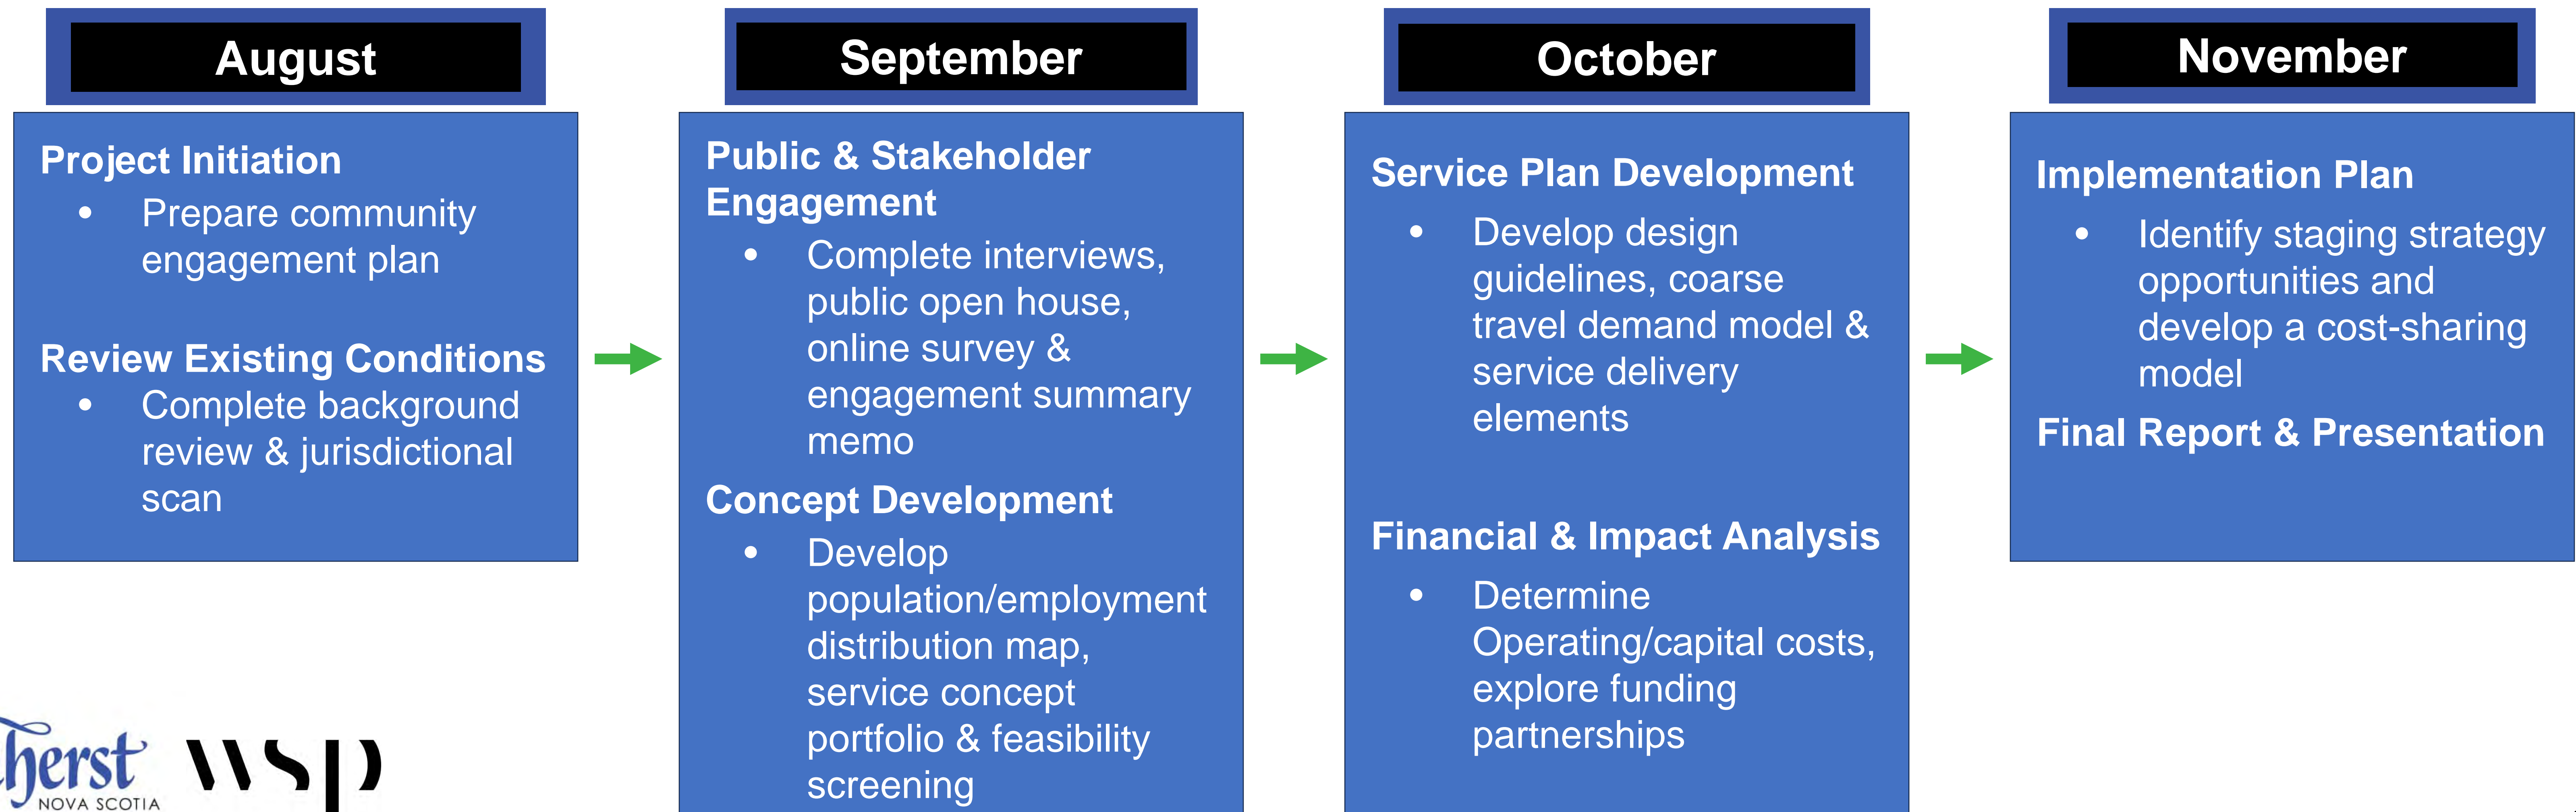 August
Project Initiation
• Prepare community
engagement plan
Review Existing Conditions
• Complete background
review & jurisdictional
scan
September
Public & Stakeholder
Engagement
• Complete interviews,
public open house,
online survey &
engagement summary
memo
Concept Development
• Develop
population/employment
distribution map,
service concept
portfolio & feasibility
screening
October
Service Plan Development
• Develop design
guidelines, coarse
travel demand model &
service delivery
elements
Financial & Impact Analysis
• Determine
Operating/capital costs,
explore funding
partnerships
November
Implementation Plan
• Identify staging strategy
opportunities and
develop a cost-sharing
model
Final Report & Presentation
herst
NOVA SCOTIA
wsp